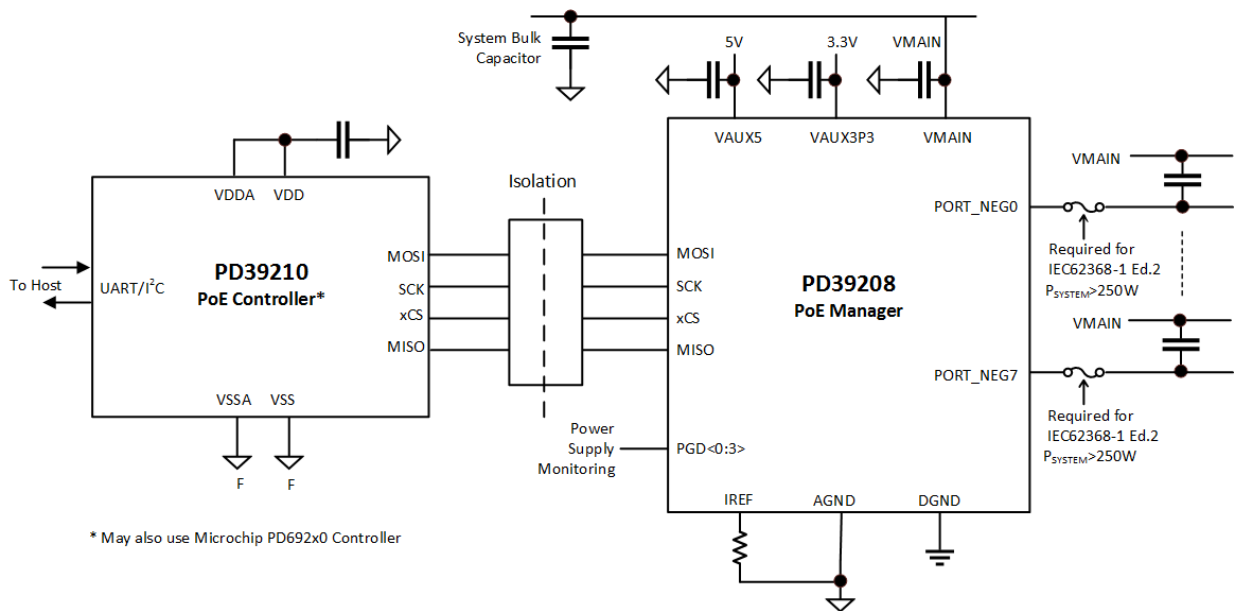 System Bulk
Capacitor
5V
3.3V
VMAIN
VAUX5
VAUX3P3
VMAIN
VDDA
VDD
Isolation
VMAIN
PORT_NEG0
MOSI
MOSI
To Host
UART/I²C
PD39210
PoE Controller*
SCK
SCK
PD39208
PoE Manager
Required for
IEC62368-1 Ed.2
PSYSTEM>250W
xCS
xCS
VMAIN
MISO
MISO
PORT_NEG7
VSSA
VSS
Required for
IEC62368-1 Ed.2
PSYSTEM>250W
Power
Supply
Monitoring
PGD<0:3>
F
F
IREF
AGND
DGND
* May also use Microchip PD692x0 Controller